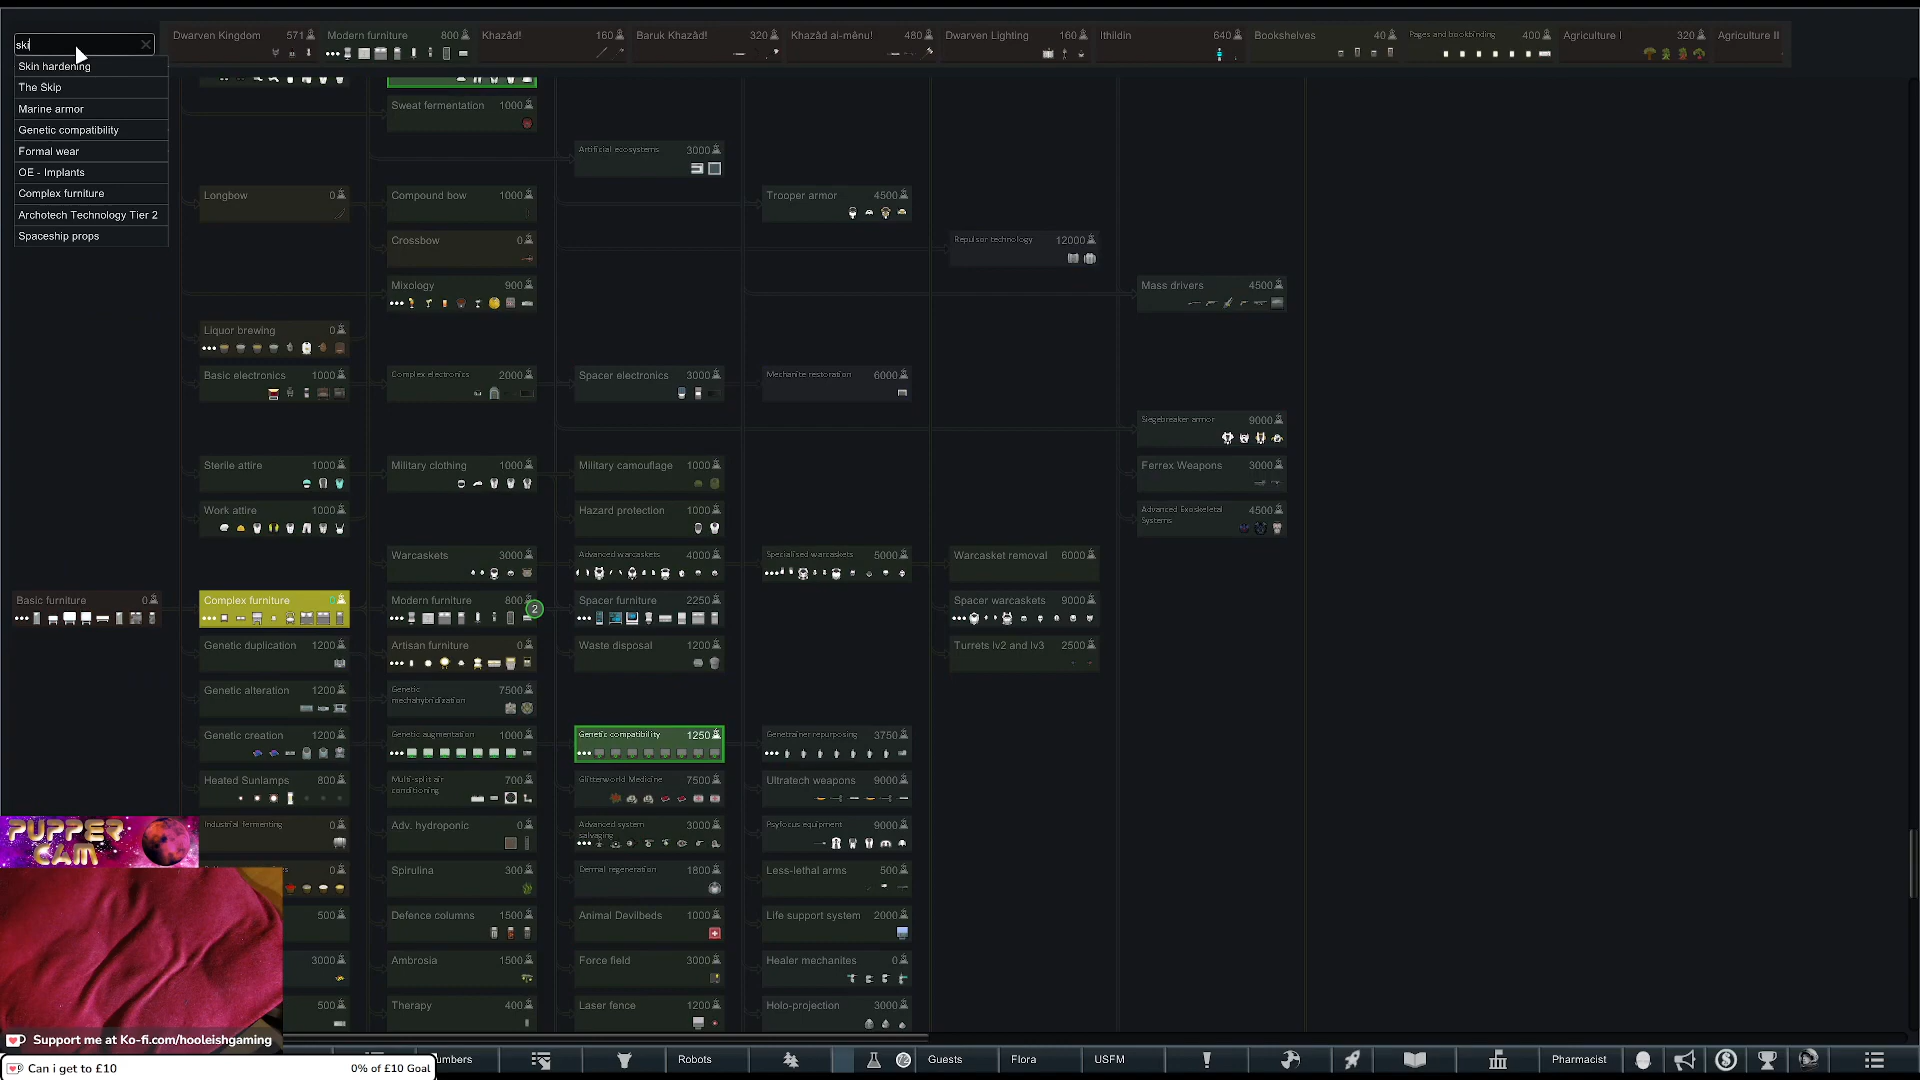 ski
Skin hardening
The Skip
Marine armor
Genetic compatibility
Formal wear
OE - Implants
Complex furniture
Archotech Technology Tier 2
Spaceship props
Dwarven Kingdom 571
Modern furniture 800
Khazâd! 160
Baruk Khazâd! 320
Khazâd ai-mênu! 480
Dwarven Lighting 160
Ithildin 640
Bookshelves 40
Pages and bookbinding 400
Agriculture I 320
Agriculture II
Sweat fermentation 1000
Artificial ecosystems 3000
Longbow 0
Compound bow 1000
Trooper armor 4500
Crossbow 0
Repulsor technology 12000
Mixology 900
Mass drivers 4500
Liquor brewing 0
Basic electronics 1000
Complex electronics 2000
Spacer electronics 3000
Mechanite restoration 6000
Siegebreaker armor 9000
Sterile attire 1000
Military clothing 1000
Military camouflage 1000
Ferrex Weapons 3000
Work attire 1000
Hazard protection 1000
Advanced Exoskeletal Systems 4500
Warcaskets 3000
Advanced warcaskets 4000
Specialised warcaskets 5000
Warcasket removal 6000
Basic furniture 0
Complex furniture 0
Modern furniture 800
2
Spacer furniture 2250
Spacer warcaskets 9000
Genetic duplication 1200
Artisan furniture 0
Waste disposal 1200
Turrets lv2 and lv3 2500
Genetic alteration 1200
Genetic mechahybridization 7500
Genetic creation 1200
Genetic augmentation 1000
Genetic compatibility 1250
Genetrainer repurposing 3750
Heated Sunlamps 800
Multi-split air conditioning 700
Glitterworld Medicine 7500
Ultratech weapons 9000
Industrial fermenting 0
Adv. hydroponic 0
Advanced system salvaging 3000
Psyfocus equipment 9000
0
Spirulina 300
Dermal regeneration 1800
Less-lethal arms 500
500
Defence columns 1500
Animal Devilbeds 1000
Life support system 2000
3000
Ambrosia 1500
Force field 3000
Healer mechanites 0
500
Therapy 400
Laser fence 1200
Holo-projection 3000
PUPPER
CAM
Support me at Ko-fi.com/hooleishgaming
Can i get to £10 0% of £10 Goal
umbers
Robots
Guests
Flora
USFM
Pharmacist